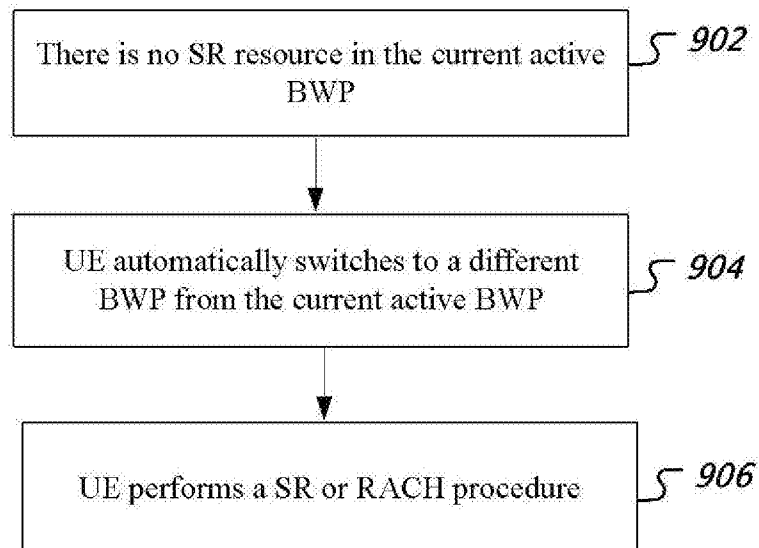 There is no SR resource in the current active
BWP
902
UE automatically switches to a different
BWP from the current active BWP
904
UE performs a SR or RACH procedure
906